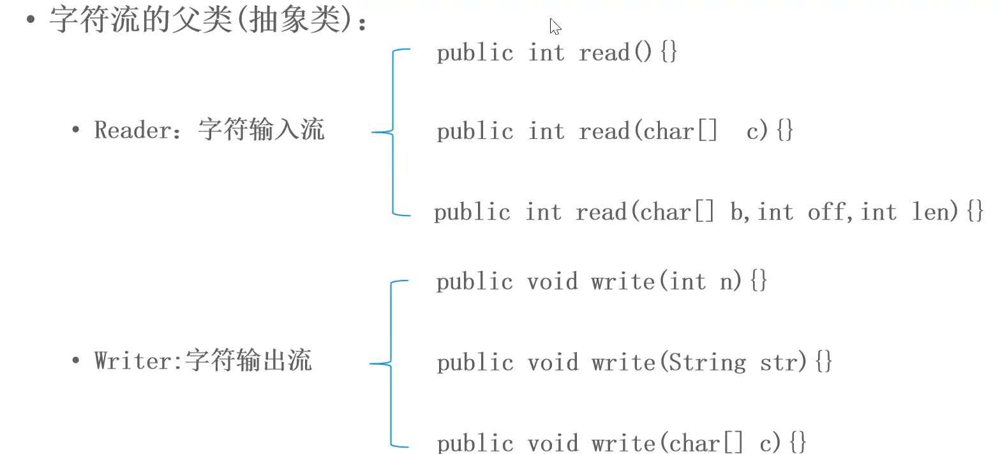 • 字符流的父类(抽象类)：
public int read(){}
• Reader：字符输入流
public int read(char[]  c){}
public int read(char[] b,int off,int len){}
public void write(int n){}
• Writer:字符输出流
public void write(String str){}
public void write(char[] c){}